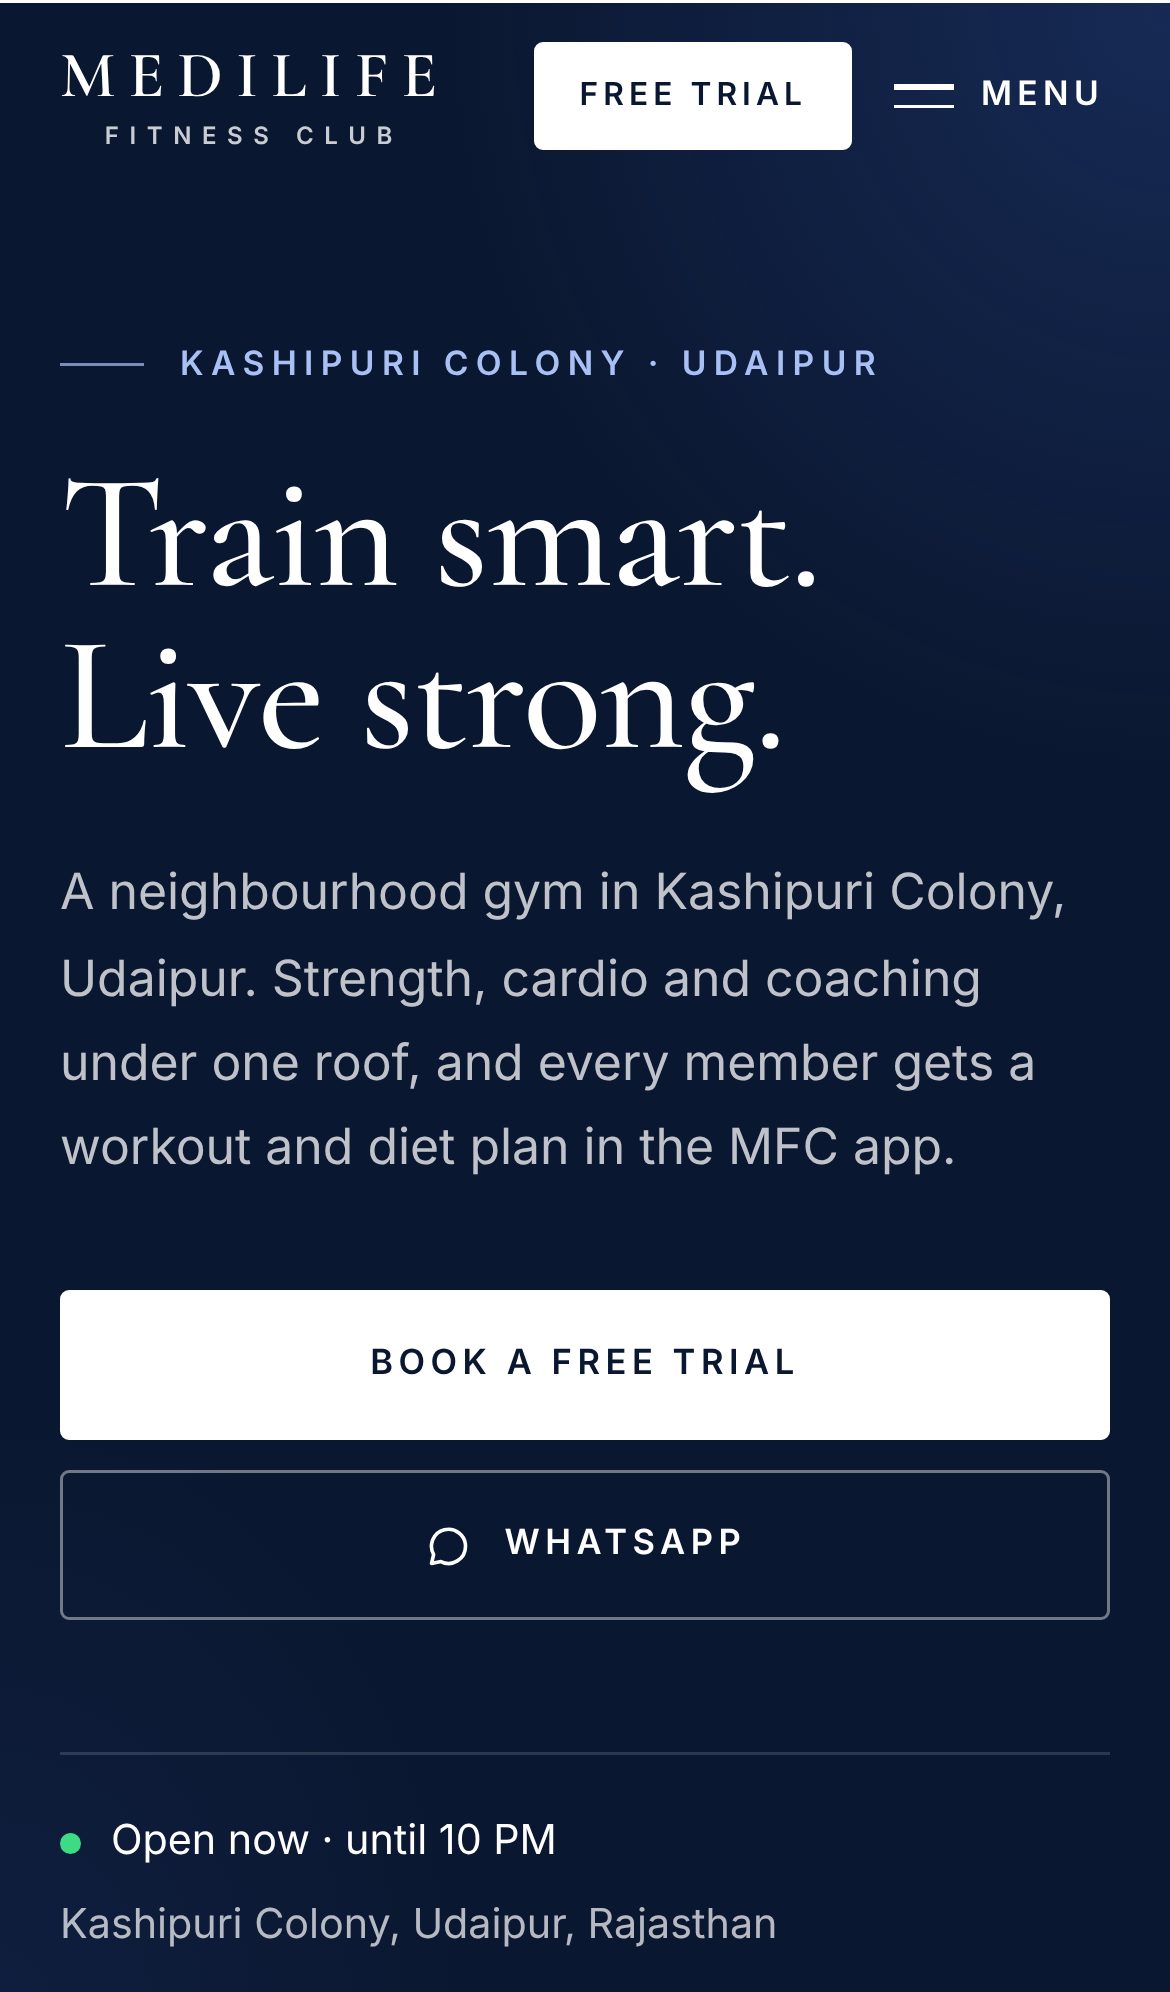 MEDILIFE
FITNESS CLUB
FREE TRIAL
MENU
KASHIPURI COLONY · UDAIPUR
Train smart.
Live strong.
A neighbourhood gym in Kashipuri Colony,
Udaipur. Strength, cardio and coaching
under one roof, and every member gets a
workout and diet plan in the MFC app.
BOOK A FREE TRIAL
WHATSAPP
Open now · until 10 PM
Kashipuri Colony, Udaipur, Rajasthan